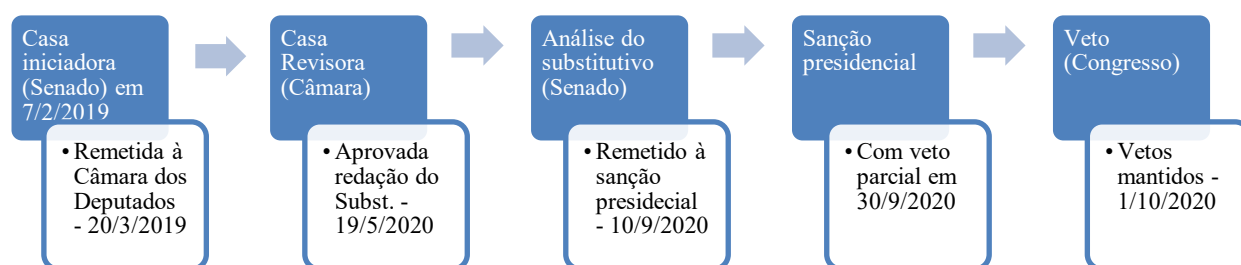 Casa
iniciadora
(Senado) em
7/2/2019
• Remetida à
Câmara dos
Deputados
- 20/3/2019
Casa
Revisora
(Câmara)
• Aprovada
redação do
Subst. -
19/5/2020
Análise do
substitutivo
(Senado)
• Remetido à
sanção
presidecial
- 10/9/2020
Sanção
presidencial
• Com veto
parcial em
30/9/2020
Veto
(Congresso)
• Vetos
mantidos -
1/10/2020